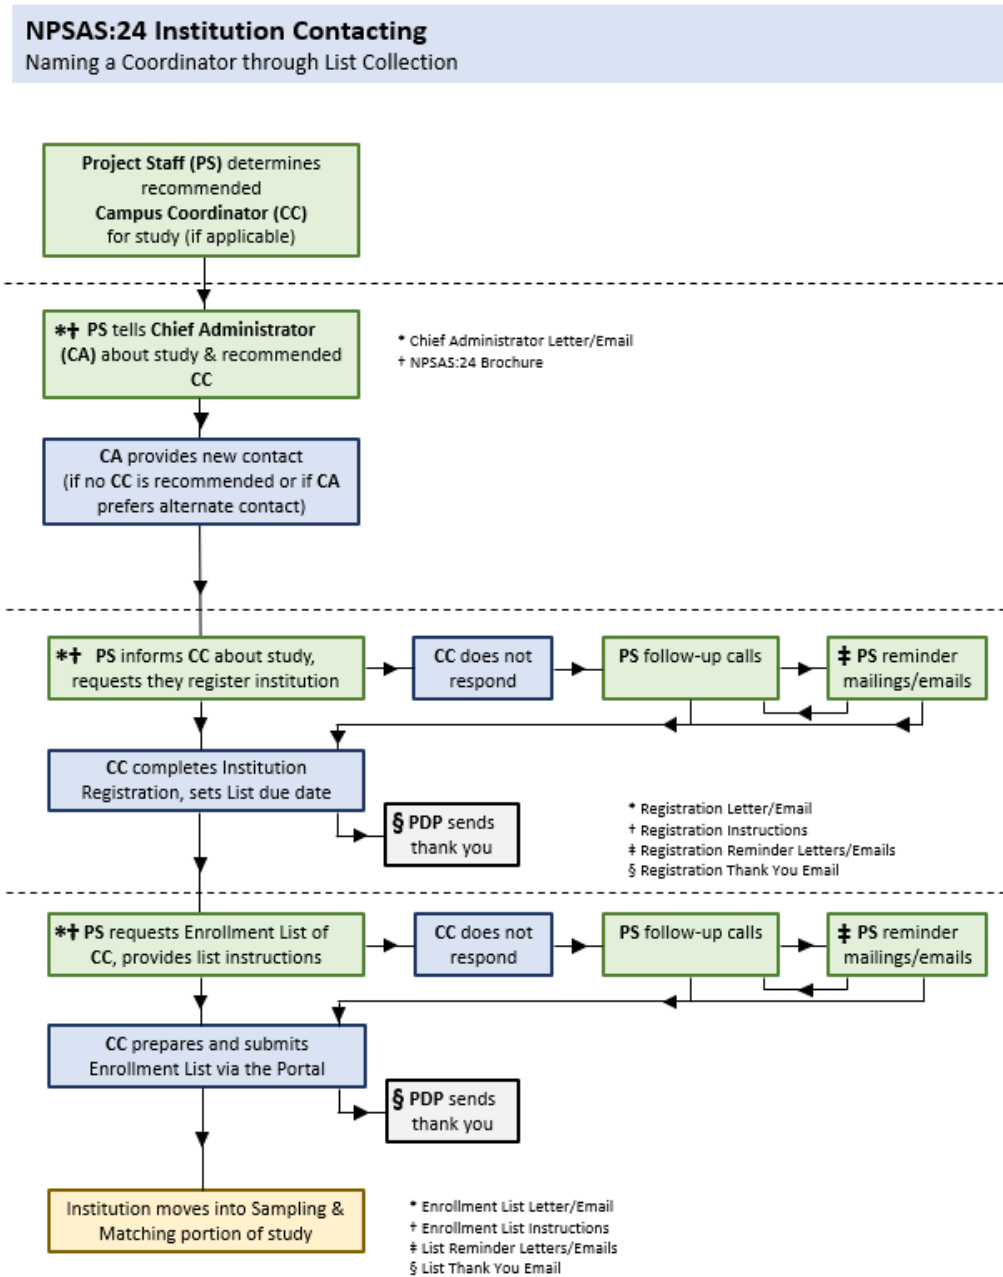 NPSAS:24 Institution Contacting
Naming a Coordinator through List Collection
Project Staff (PS) determines
recommended
Campus Coordinator (CC)
for study (if applicable)
*† PS tells Chief Administrator
(CA) about study & recommended
CC
* Chief Administrator Letter/Email
† NPSAS:24 Brochure
CA provides new contact
(if no CC is recommended or if CA
prefers alternate contact)
*† PS informs CC about study,
requests they register institution
CC does not
respond
PS follow-up calls
‡ PS reminder
mailings/emails
CC completes Institution
Registration, sets List due date
§ PDP sends
thank you
* Registration Letter/Email
† Registration Instructions
‡ Registration Reminder Letters/Emails
§ Registration Thank You Email
*† PS requests Enrollment List of
CC, provides list instructions
CC does not
respond
PS follow-up calls
‡ PS reminder
mailings/emails
CC prepares and submits
Enrollment List via the Portal
§ PDP sends
thank you
Institution moves into Sampling &
Matching portion of study
* Enrollment List Letter/Email
† Enrollment List Instructions
‡ List Reminder Letters/Emails
§ List Thank You Email